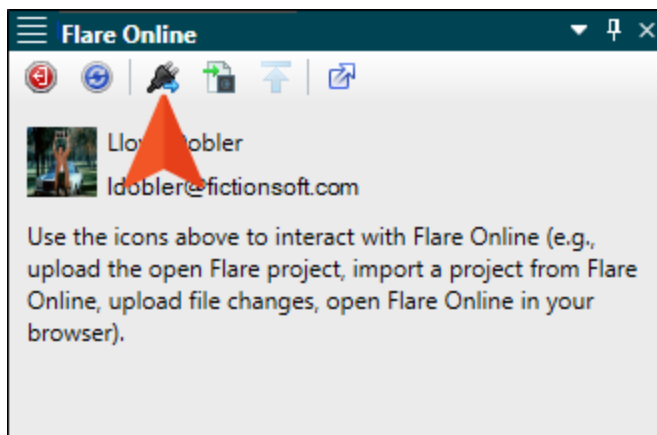 Flare Online
Dobler
ldobler@fictionsoft.com
Use the icons above to interact with Flare Online (e.g.,
upload the open Flare project, import a project from Flare
Online, upload file changes, open Flare Online in your
browser).